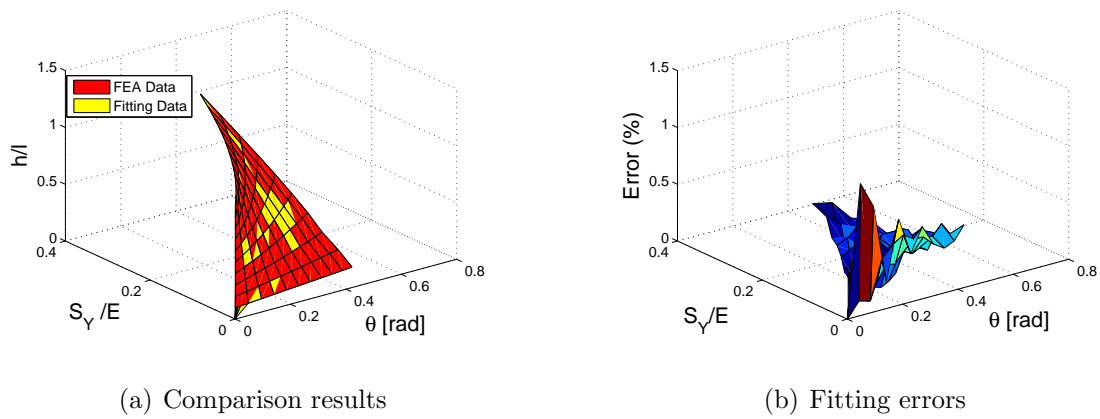 1.5
1
0.5
0
0.4
0.2
0
0
0.2
0.4
0.6
0.8
h/l
S_Y /E
θ [rad]
FEA Data
Fitting Data
(a) Comparison results
1.5
1
0.5
0
0.4
0.2
0
0
0.2
0.4
0.6
0.8
Error (%)
S_Y/E
θ [rad]
(b) Fitting errors